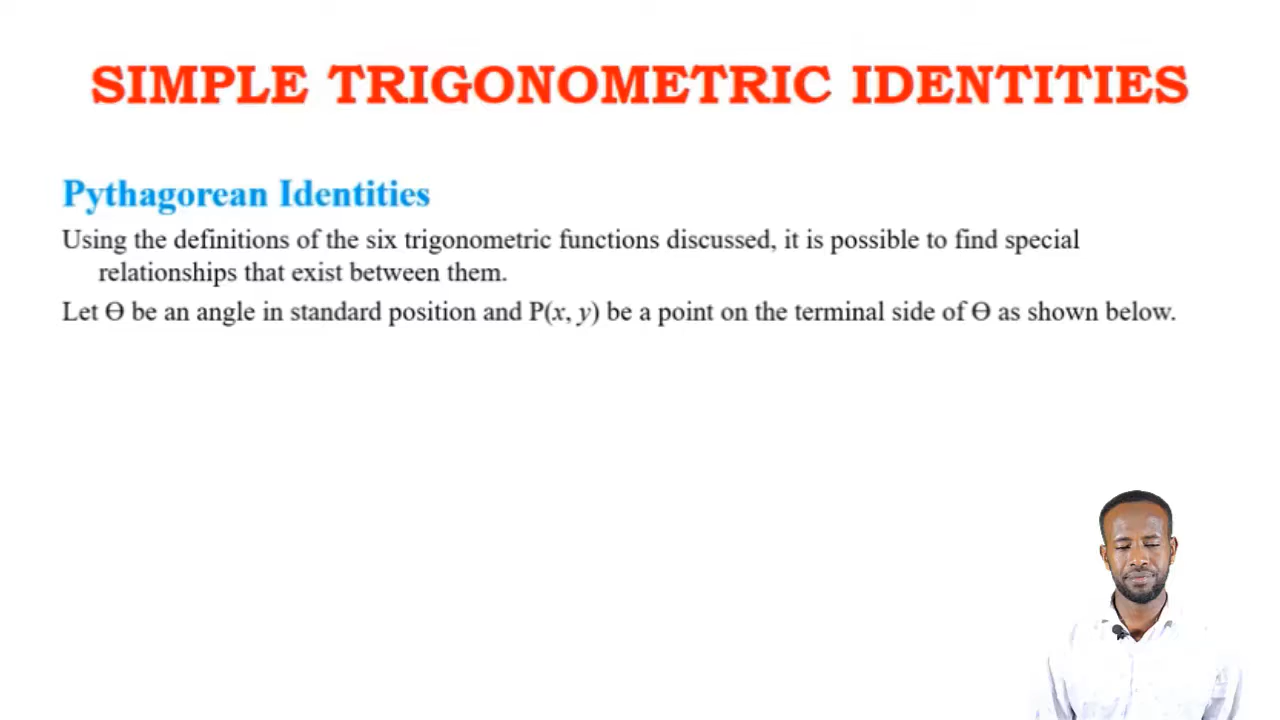 SIMPLE TRIGONOMETRIC IDENTITIES
Pythagorean Identities
Using the definitions of the six trigonometric functions discussed, it is possible to find special
relationships that exist between them.
Let Ɵ be an angle in standard position and P(x, y) be a point on the terminal side of Ɵ as shown below.